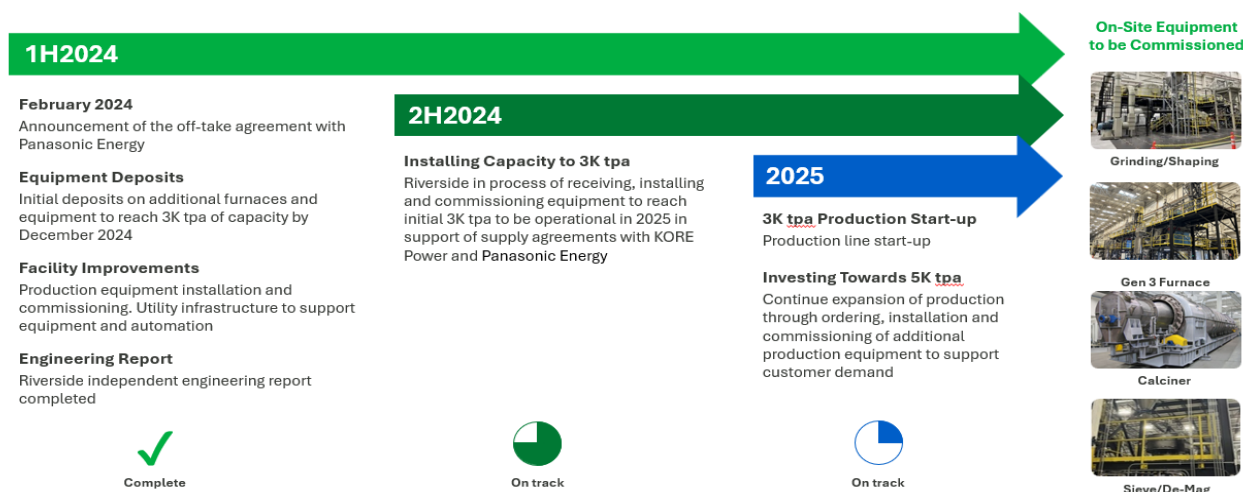 1H2024
February 2024
Announcement of the off-take agreement with
Panasonic Energy
Equipment Deposits
Initial deposits on additional furnaces and
equipment to reach 3K tpa of capacity by
December 2024
Facility Improvements
Production equipment installation and
commissioning. Utility infrastructure to support
equipment and automation
Engineering Report
Riverside independent engineering report
completed
Complete
2H2024
Installing Capacity to 3K tpa
Riverside in process of receiving, installing
and commissioning equipment to reach
initial 3K tpa to be operational in 2025 in
support of supply agreements with KORE
Power and Panasonic Energy
On track
2025
3K tpa Production Start-up
Production line start-up
Investing Towards 5K tpa
Continue expansion of production
through ordering, installation and
commissioning of additional
production equipment to support
customer demand
On track
On-Site Equipment
to be Commissioned
Grinding/Shaping
Gen 3 Furnace
Calciner
Sieve/De-Mag